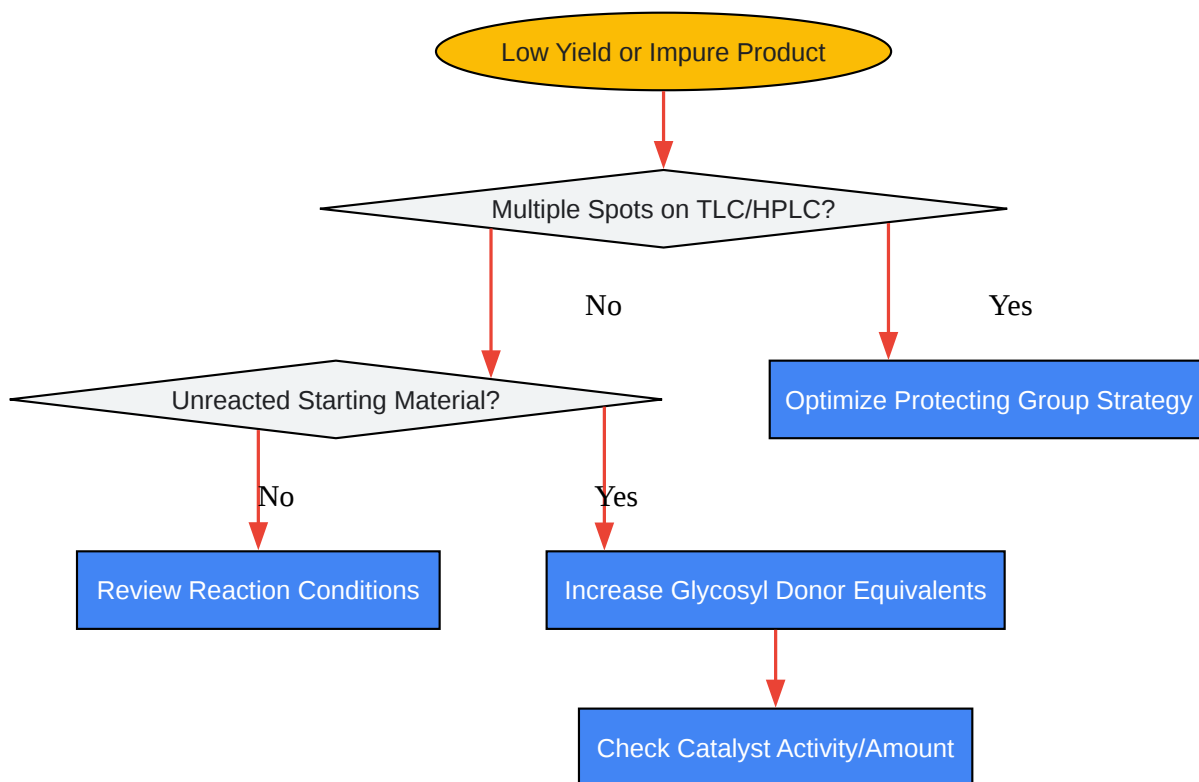 Low Yield or Impure Product
Multiple Spots on TLC/HPLC?
No
Yes
Unreacted Starting Material?
Optimize Protecting Group Strategy
No
Yes
Review Reaction Conditions
Increase Glycosyl Donor Equivalents
Check Catalyst Activity/Amount